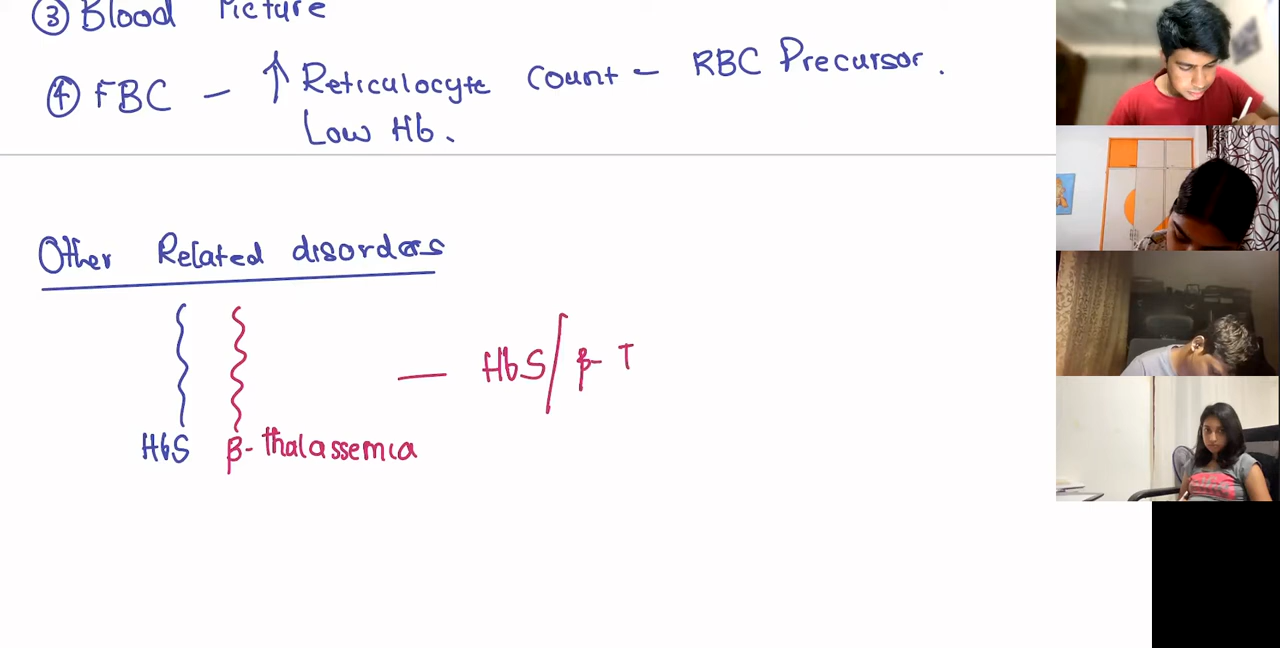 ③ Blood Picture
④ FBC – ↑ Reticulocyte Count – RBC Precursor.
Low Hb.
Other Related disorders
— HbS/β-T
HbS β-thalassemia